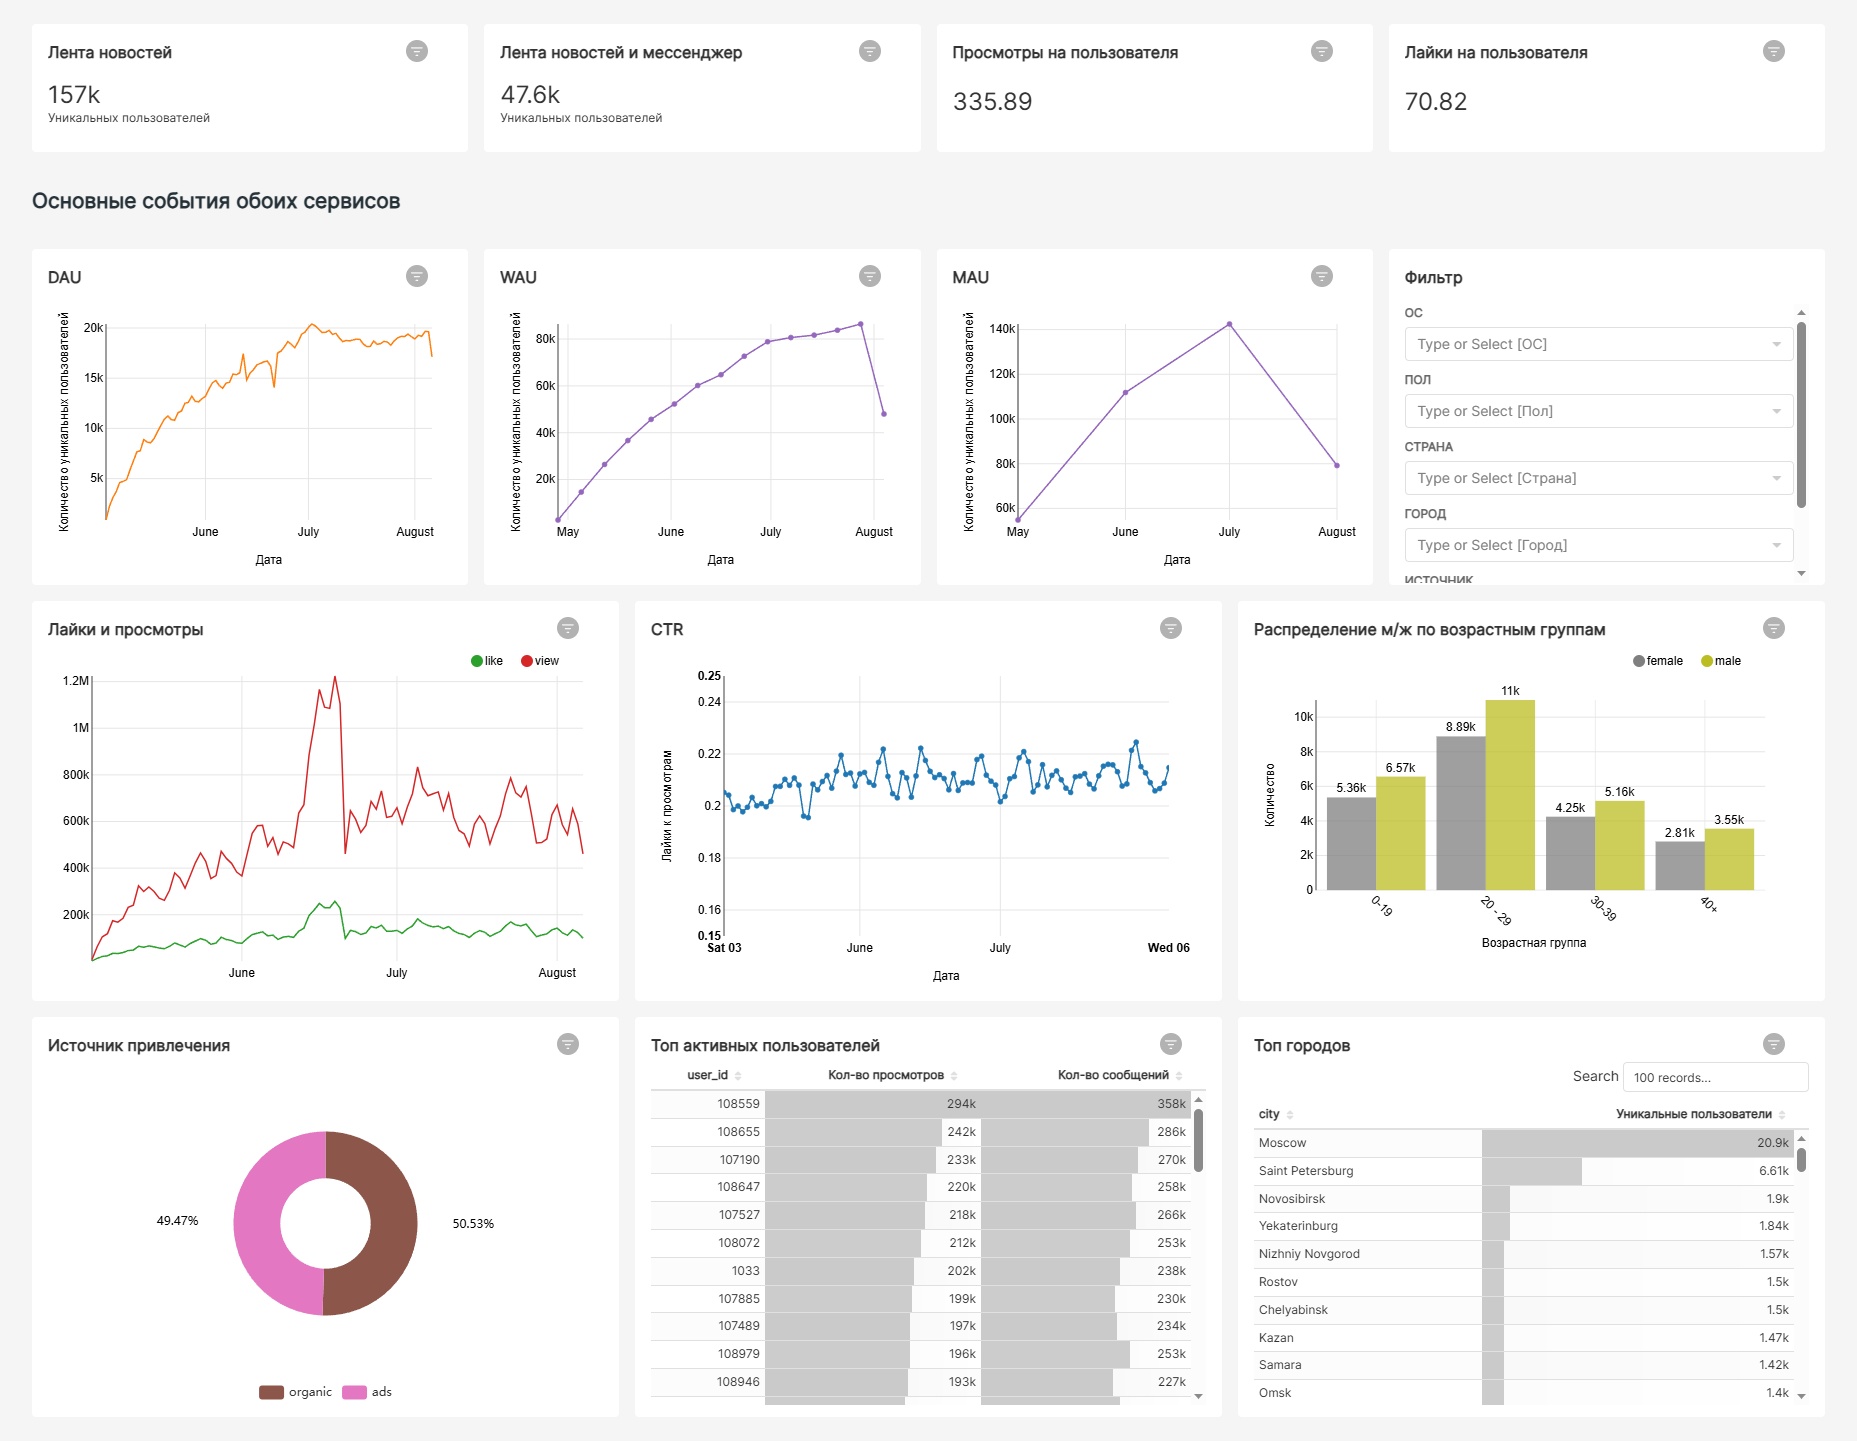 Лента новостей
157k
Уникальных пользователей
Лента новостей и мессенджер
47.6k
Уникальных пользователей
Просмотры на пользователя
335.89
Лайки на пользователя
70.82
Основные события обоих сервисов
DAU
Количество уникальных пользователей
20k
15k
10k
5k
June
July
August
Дата
WAU
Количество уникальных пользователей
80k
60k
40k
20k
May
June
July
August
Дата
MAU
Количество уникальных пользователей
140k
120k
100k
80k
60k
May
June
July
August
Дата
Фильтр
ОС
Type or Select [ОС]
ПОЛ
Type or Select [Пол]
СТРАНА
Type or Select [Страна]
ГОРОД
Type or Select [Город]
ИСТОЧНИК
Лайки и просмотры
like
view
1.2M
1M
800k
600k
400k
200k
June
July
August
CTR
Лайки к просмотрам
0.25
0.24
0.22
0.2
0.18
0.16
0.15
Sat 03
June
July
Wed 06
Дата
Распределение м/ж по возрастным группам
female
male
Количество
10k
8k
6k
4k
2k
0
5.36k
6.57k
8.89k
11k
4.25k
5.16k
2.81k
3.55k
0-19
20 - 29
30-39
40+
Возрастная группа
Источник привлечения
49.47%
50.53%
organic
ads
Топ активных пользователей
user_id Кол-во просмотров Кол-во сообщений
108559 294k 358k
108655 242k 286k
107190 233k 270k
108647 220k 258k
107527 218k 266k
108072 212k 253k
1033 202k 238k
107885 199k 230k
107489 197k 234k
108979 196k 253k
108946 193k 227k
Топ городов
Search 100 records...
city Уникальные пользователи
Moscow 20.9k
Saint Petersburg 6.61k
Novosibirsk 1.9k
Yekaterinburg 1.84k
Nizhniy Novgorod 1.57k
Rostov 1.5k
Chelyabinsk 1.5k
Kazan 1.47k
Samara 1.42k
Omsk 1.4k